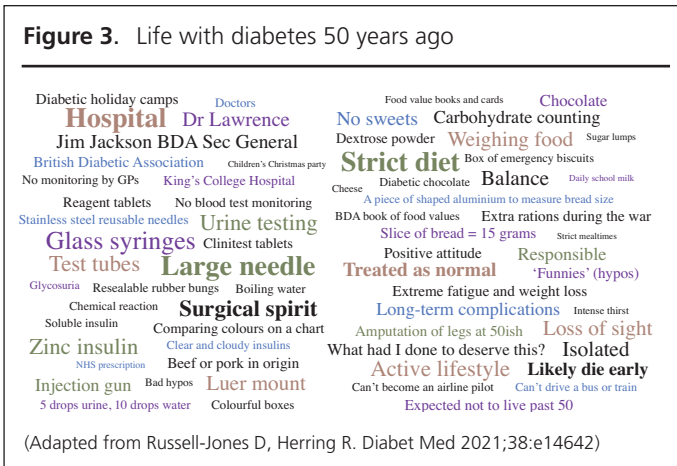 Figure 3. Life with diabetes 50 years ago
Diabetic holiday camps
Doctors
Hospital
Dr Lawrence
Jim Jackson BDA Sec General
British Diabetic Association
Children's Christmas party
No monitoring by GPs
King's College Hospital
Reagent tablets
No blood test monitoring
Stainless steel reusable needles
Urine testing
Glass syringes
Clinitest tablets
Test tubes
Large needle
Glycosuria
Resealable rubber bungs
Boiling water
Chemical reaction
Surgical spirit
Soluble insulin
Comparing colours on a chart
Zinc insulin
Clear and cloudy insulins
NHS prescription
Beef or pork in origin
Injection gun
Bad hypos
Luer mount
5 drops urine, 10 drops water
Colourful boxes
Food value books and cards
Chocolate
No sweets
Carbohydrate counting
Dextrose powder
Weighing food
Sugar lumps
Strict diet
Box of emergency biscuits
Cheese
Diabetic chocolate
Balance
Daily school milk
A piece of shaped aluminium to measure bread size
BDA book of food values
Extra rations during the war
Slice of bread = 15 grams
Strict mealtimes
Positive attitude
Responsible
Treated as normal
'Funnies' (hypos)
Extreme fatigue and weight loss
Long-term complications
Intense thirst
Amputation of legs at 50ish
Loss of sight
What had I done to deserve this?
Isolated
Active lifestyle
Likely die early
Can't become an airline pilot
Can't drive a bus or train
Expected not to live past 50
(Adapted from Russell-Jones D, Herring R. Diabet Med 2021;38:e14642)